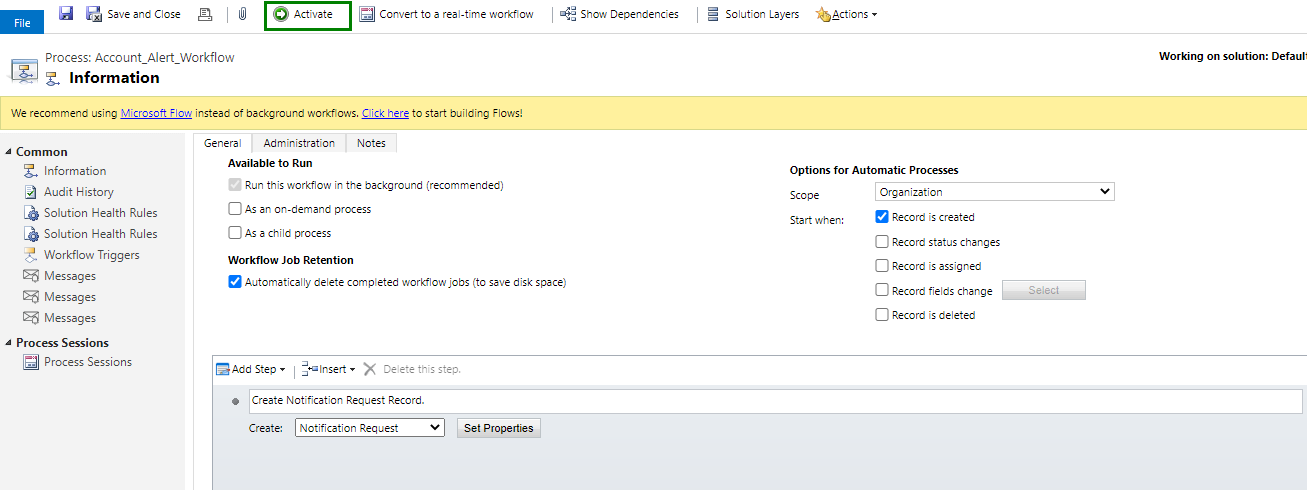 File
Save and Close
Activate
Convert to a real-time workflow
Show Dependencies
Solution Layers
Actions
Process: Account_Alert_Workflow
Information
Working on solution: Default
We recommend using Microsoft Flow instead of background workflows. Click here to start building Flows!
Common
Information
Audit History
Solution Health Rules
Solution Health Rules
Workflow Triggers
Messages
Messages
Messages
Process Sessions
Process Sessions
General
Administration
Notes
Available to Run
Run this workflow in the background (recommended)
As an on-demand process
As a child process
Workflow Job Retention
Automatically delete completed workflow jobs (to save disk space)
Options for Automatic Processes
Scope
Organization
Start when:
Record is created
Record status changes
Record is assigned
Record fields change
Select
Record is deleted
Add Step
Insert
Delete this step.
Create Notification Request Record.
Create:
Notification Request
Set Properties